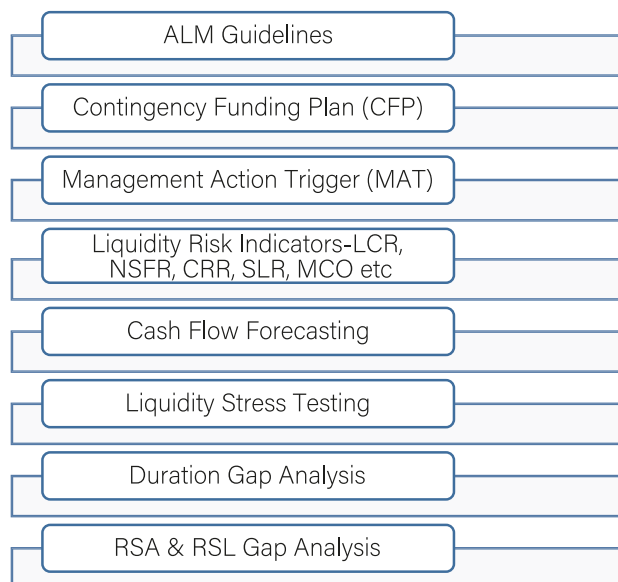 ALM Guidelines
Contingency Funding Plan (CFP)
Management Action Trigger (MAT)
Liquidity Risk Indicators-LCR,
NSFR, CRR, SLR, MCO etc
Cash Flow Forecasting
Liquidity Stress Testing
Duration Gap Analysis
RSA & RSL Gap Analysis